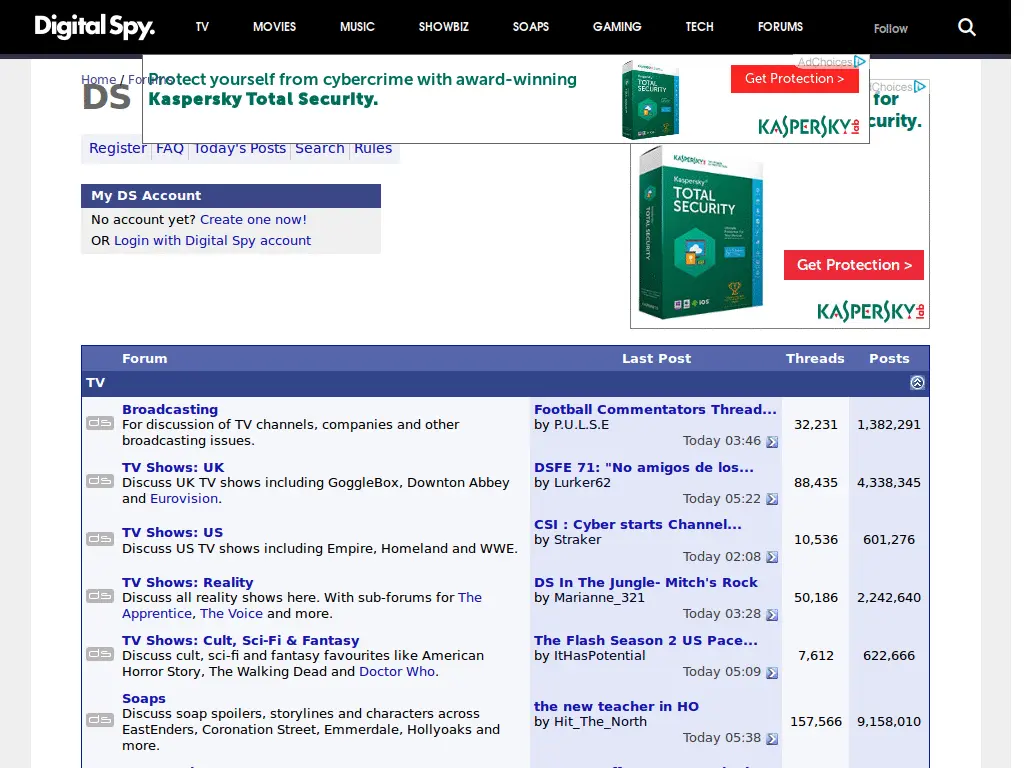 Digital Spy.
TV MOVIES MUSIC SHOWBIZ SOAPS GAMING TECH FORUMS Follow
AdChoices
Home / Forums
Protect yourself from cybercrime with award-winning
Kaspersky Total Security.
Get Protection >
KASPERSKY lab
DS
for
curity.
Register FAQ Today's Posts Search Rules
KASPERSKY
Kaspersky
TOTAL
SECURITY
Get Protection >
KASPERSKY lab
My DS Account
No account yet? Create one now!
OR Login with Digital Spy account
Forum Last Post Threads Posts
TV
Broadcasting
For discussion of TV channels, companies and other
broadcasting issues.
Football Commentators Thread...
by P.U.L.S.E
Today 03:46
32,231 1,382,291
TV Shows: UK
Discuss UK TV shows including GoggleBox, Downton Abbey
and Eurovision.
DSFE 71: "No amigos de los...
by Lurker62
Today 05:22
88,435 4,338,345
TV Shows: US
Discuss US TV shows including Empire, Homeland and WWE.
CSI : Cyber starts Channel...
by Straker
Today 02:08
10,536 601,276
TV Shows: Reality
Discuss all reality shows here. With sub-forums for The
Apprentice, The Voice and more.
DS In The Jungle- Mitch's Rock
by Marianne_321
Today 03:28
50,186 2,242,640
TV Shows: Cult, Sci-Fi & Fantasy
Discuss cult, sci-fi and fantasy favourites like American
Horror Story, The Walking Dead and Doctor Who.
The Flash Season 2 US Pace...
by ItHasPotential
Today 05:09
7,612 622,666
Soaps
Discuss soap spoilers, storylines and characters across
EastEnders, Coronation Street, Emmerdale, Hollyoaks and
more.
the new teacher in HO
by Hit_The_North
Today 05:38
157,566 9,158,010